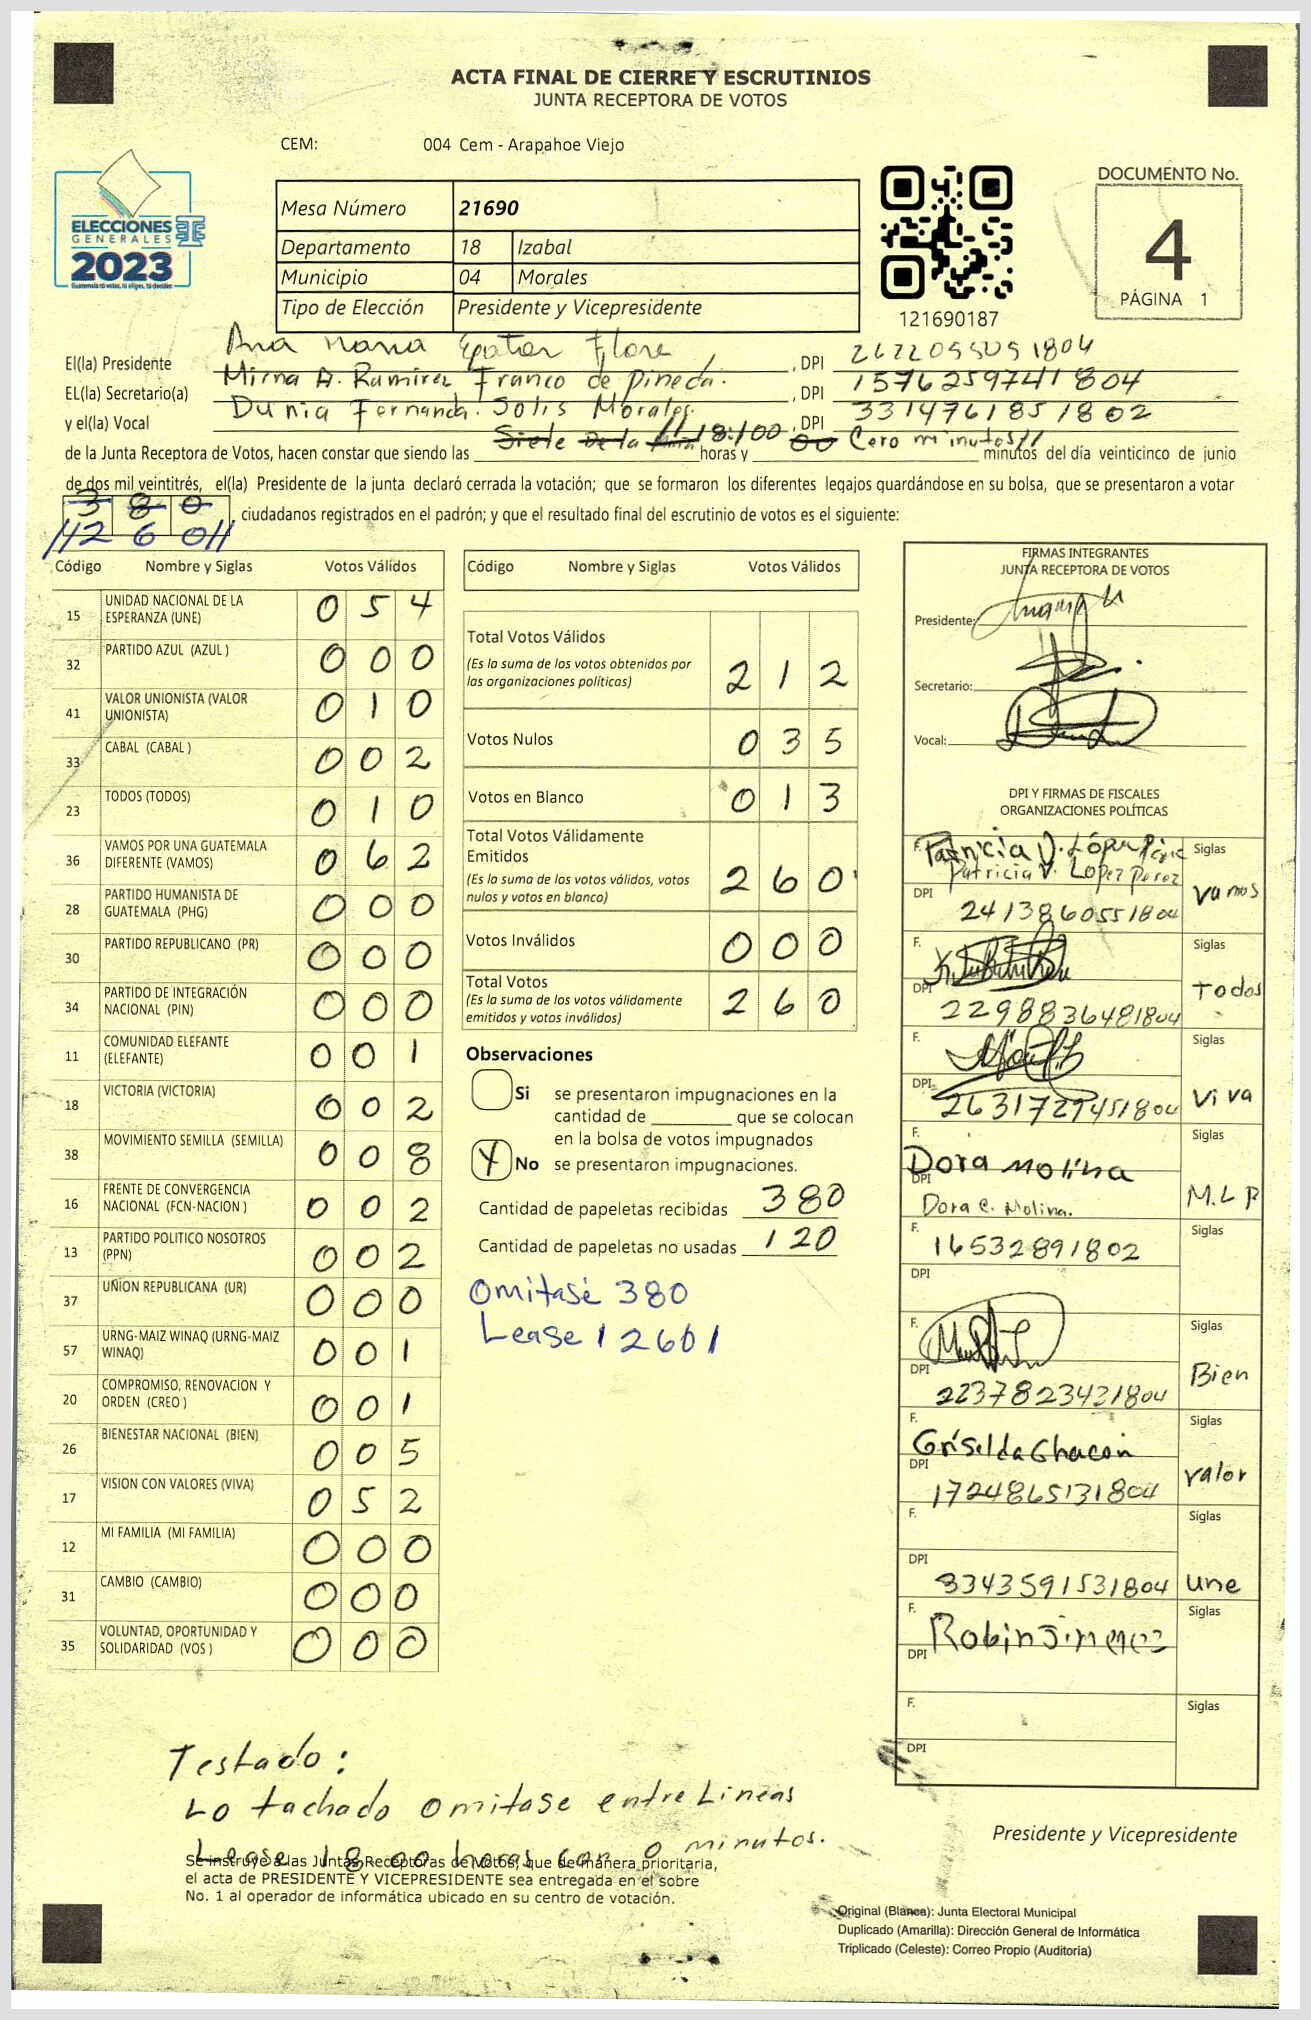 ACTA FINAL DE CIERRE Y ESCRUTINIOS
JUNTA RECEPTORA DE VOTOS
CEM: 004 Cem - Arapahoe Viejo
ELECCIONES
GENERALES
2023
Guatemala tú votas, tú eliges, tú decides
Mesa Número 21690
Departamento 18 Izabal
Municipio 04 Morales
Tipo de Elección Presidente y Vicepresidente
121690187
DOCUMENTO No.
4
PÁGINA 1
El(la) Presidente Ana Maria Flore , DPI
EL(la) Secretario(a) Mirna A. Ramirez Franco de Pineda. , DPI 1576259741804
y el(la) Vocal Dunia Fernanda. Solis Morales. , DPI 3314761851802
Siete De la 18:00 00 Cero minutos//
de la Junta Receptora de Votos, hacen constar que siendo las horas y minutos del día veinticinco de junio
de dos mil veintitrés, el(la) Presidente de la junta declaró cerrada la votación; que se formaron los diferentes legajos guardándose en su bolsa, que se presentaron a votar
3 8 0
//2 6 0// ciudadanos registrados en el padrón; y que el resultado final del escrutinio de votos es el siguiente:
Código Nombre y Siglas Votos Válidos
15 UNIDAD NACIONAL DE LA ESPERANZA (UNE) 0 5 4
32 PARTIDO AZUL (AZUL ) 0 0 0
41 VALOR UNIONISTA (VALOR UNIONISTA) 0 1 0
33 CABAL (CABAL ) 0 0 2
23 TODOS (TODOS) 0 1 0
36 VAMOS POR UNA GUATEMALA DIFERENTE (VAMOS) 0 6 2
28 PARTIDO HUMANISTA DE GUATEMALA (PHG) 0 0 0
30 PARTIDO REPUBLICANO (PR) 0 0 0
34 PARTIDO DE INTEGRACIÓN NACIONAL (PIN) 0 0 0
11 COMUNIDAD ELEFANTE (ELEFANTE) 0 0 1
18 VICTORIA (VICTORIA) 0 0 2
38 MOVIMIENTO SEMILLA (SEMILLA) 0 0 8
16 FRENTE DE CONVERGENCIA NACIONAL (FCN-NACION ) 0 0 2
13 PARTIDO POLITICO NOSOTROS (PPN) 0 0 2
37 UNION REPUBLICANA (UR) 0 0 0
57 URNG-MAIZ WINAQ (URNG-MAIZ WINAQ) 0 0 1
20 COMPROMISO, RENOVACION Y ORDEN (CREO ) 0 0 1
26 BIENESTAR NACIONAL (BIEN) 0 0 5
17 VISION CON VALORES (VIVA) 0 5 2
12 MI FAMILIA (MI FAMILIA) 0 0 0
31 CAMBIO (CAMBIO) 0 0 0
35 VOLUNTAD, OPORTUNIDAD Y SOLIDARIDAD (VOS ) 0 0 0
Código Nombre y Siglas Votos Válidos
Total Votos Válidos
(Es la suma de los votos obtenidos por las organizaciones políticas) 2 1 2
Votos Nulos 0 3 5
Votos en Blanco 0 1 3
Total Votos Válidamente Emitidos
(Es la suma de los votos válidos, votos nulos y votos en blanco) 2 6 0
Votos Inválidos 0 0 0
Total Votos
(Es la suma de los votos válidamente emitidos y votos inválidos) 2 6 0
Observaciones
Si se presentaron impugnaciones en la
cantidad de que se colocan
en la bolsa de votos impugnados
No se presentaron impugnaciones.
Cantidad de papeletas recibidas 380
Cantidad de papeletas no usadas 120
Omitase 380
Lease 1 260 1
FIRMAS INTEGRANTES
JUNTA RECEPTORA DE VOTOS
Presidente:
Secretario:
Vocal:
DPI Y FIRMAS DE FISCALES
ORGANIZACIONES POLÍTICAS
F. Patricia V. López Siglas
Patricia V. Lopez Perez
DPI 2413860551804 Vamos
F. Siglas
DPI 2298836481804 Todos
F. Siglas
DPI 2631729451804 Viva
F. Dora Molina Siglas
DPI Dora C. Molina. M.L.P
F. 16532891802 Siglas
DPI
F. Siglas
DPI 2237823431804 Bien
F. Griselda Chacon Siglas
DPI 1724865131804 Valor
F. Siglas
DPI 3343591531804 Une
F. Robin Jimenez Siglas
DPI
F. Siglas
DPI
Testado:
Lo tachado omitase entre Lineas
Lease 18:00 horas con 0 minutos.
Se instruye a las Juntas Receptoras de Votos, que de manera prioritaria,
el acta de PRESIDENTE Y VICEPRESIDENTE sea entregada en el sobre
No. 1 al operador de informática ubicado en su centro de votación.
Presidente y Vicepresidente
Original (Blanca): Junta Electoral Municipal
Duplicado (Amarilla): Dirección General de Informática
Triplicado (Celeste): Correo Propio (Auditoria)